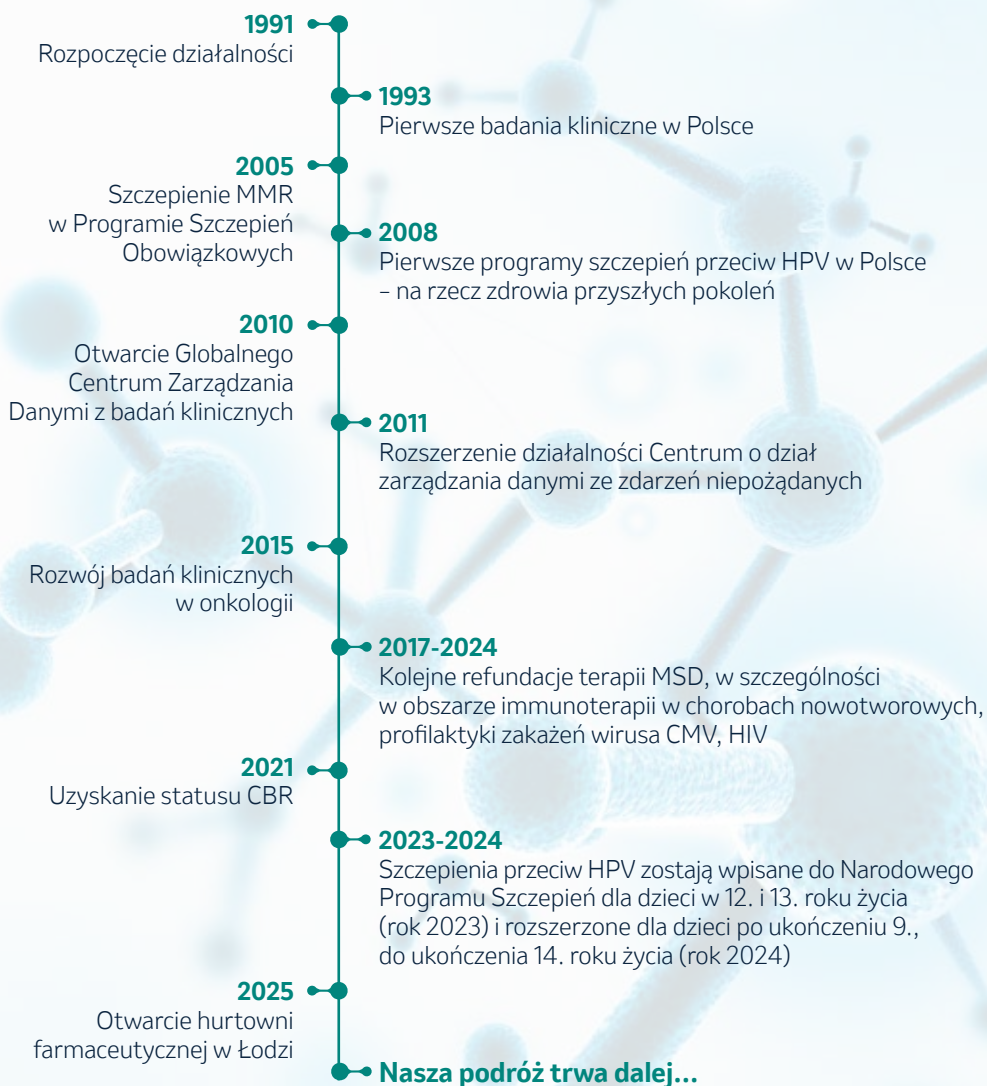 1991
Rozpoczęcie działalności
1993
Pierwsze badania kliniczne w Polsce
2005
Szczepienie MMR
w Programie Szczepień
Obowiązkowych
2008
Pierwsze programy szczepień przeciw HPV w Polsce
– na rzecz zdrowia przyszłych pokoleń
2010
Otwarcie Globalnego
Centrum Zarządzania
Danymi z badań klinicznych
2011
Rozszerzenie działalności Centrum o dział
zarządzania danymi ze zdarzeń niepożądanych
2015
Rozwój badań klinicznych
w onkologii
2017-2024
Kolejne refundacje terapii MSD, w szczególności
w obszarze immunoterapii w chorobach nowotworowych,
profilaktyki zakażeń wirusa CMV, HIV
2021
Uzyskanie statusu CBR
2023-2024
Szczepienia przeciw HPV zostają wpisane do Narodowego
Programu Szczepień dla dzieci w 12. i 13. roku życia
(rok 2023) i rozszerzone dla dzieci po ukończeniu 9.,
do ukończenia 14. roku życia (rok 2024)
2025
Otwarcie hurtowni
farmaceutycznej w Łodzi
Nasza podróż trwa dalej...